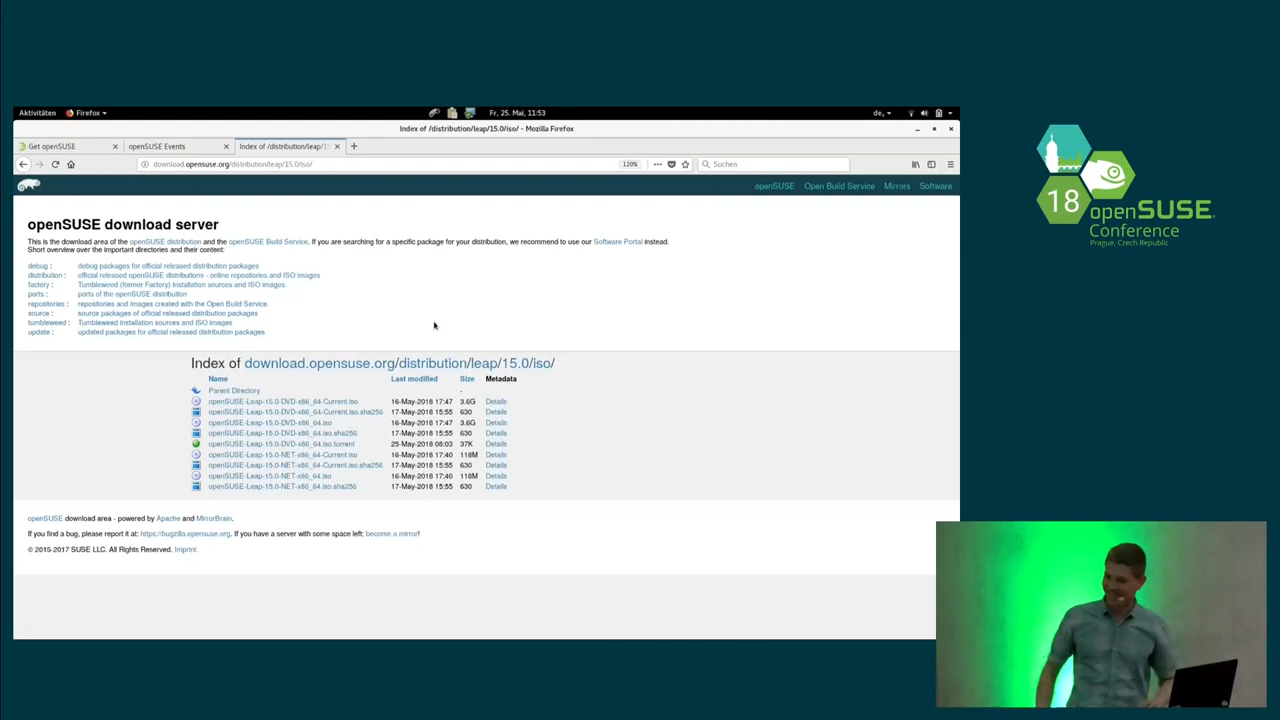 Aktivitäten Firefox Fr, 25. Mai, 11:53 de,
Index of /distribution/leap/15.0/iso/ - Mozilla Firefox
Get openSUSE openSUSE Events Index of /distribution/leap/15
download.opensuse.org/distribution/leap/15.0/iso/ 120% Suchen
openSUSE Open Build Service Mirrors Software
openSUSE download server
This is the download area of the openSUSE distribution and the openSUSE Build Service. If you are searching for a specific package for your distribution, we recommend to use our Software Portal instead.
Short overview over the important directories and their content:
debug : debug packages for official released distribution packages
distribution : official released openSUSE distributions - online repositories and ISO images
factory : Tumbleweed (former Factory) installation sources and ISO images
ports : ports of the openSUSE distribution
repositories : repositories and images created with the Open Build Service
source : source packages of official released distribution packages
tumbleweed : Tumbleweed installation sources and ISO images
update : updated packages for official released distribution packages
Index of download.opensuse.org/distribution/leap/15.0/iso/
Name Last modified Size Metadata
Parent Directory -
openSUSE-Leap-15.0-DVD-x86_64-Current.iso 16-May-2018 17:47 3.6G Details
openSUSE-Leap-15.0-DVD-x86_64-Current.iso.sha256 17-May-2018 15:55 630 Details
openSUSE-Leap-15.0-DVD-x86_64.iso 16-May-2018 17:47 3.6G Details
openSUSE-Leap-15.0-DVD-x86_64.iso.sha256 17-May-2018 15:55 630 Details
openSUSE-Leap-15.0-DVD-x86_64.iso.torrent 25-May-2018 08:03 37K Details
openSUSE-Leap-15.0-NET-x86_64-Current.iso 16-May-2018 17:40 118M Details
openSUSE-Leap-15.0-NET-x86_64-Current.iso.sha256 17-May-2018 15:55 630 Details
openSUSE-Leap-15.0-NET-x86_64.iso 16-May-2018 17:40 118M Details
openSUSE-Leap-15.0-NET-x86_64.iso.sha256 17-May-2018 15:55 630 Details
openSUSE download area - powered by Apache and MirrorBrain.
If you find a bug, please report it at: https://bugzilla.opensuse.org. If you have a server with some space left: become a mirror!
© 2015-2017 SUSE LLC. All Rights Reserved. Imprint
18 openSUSE
Conference
Prague, Czech Republic